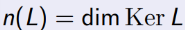 n(L) = dim Ker L